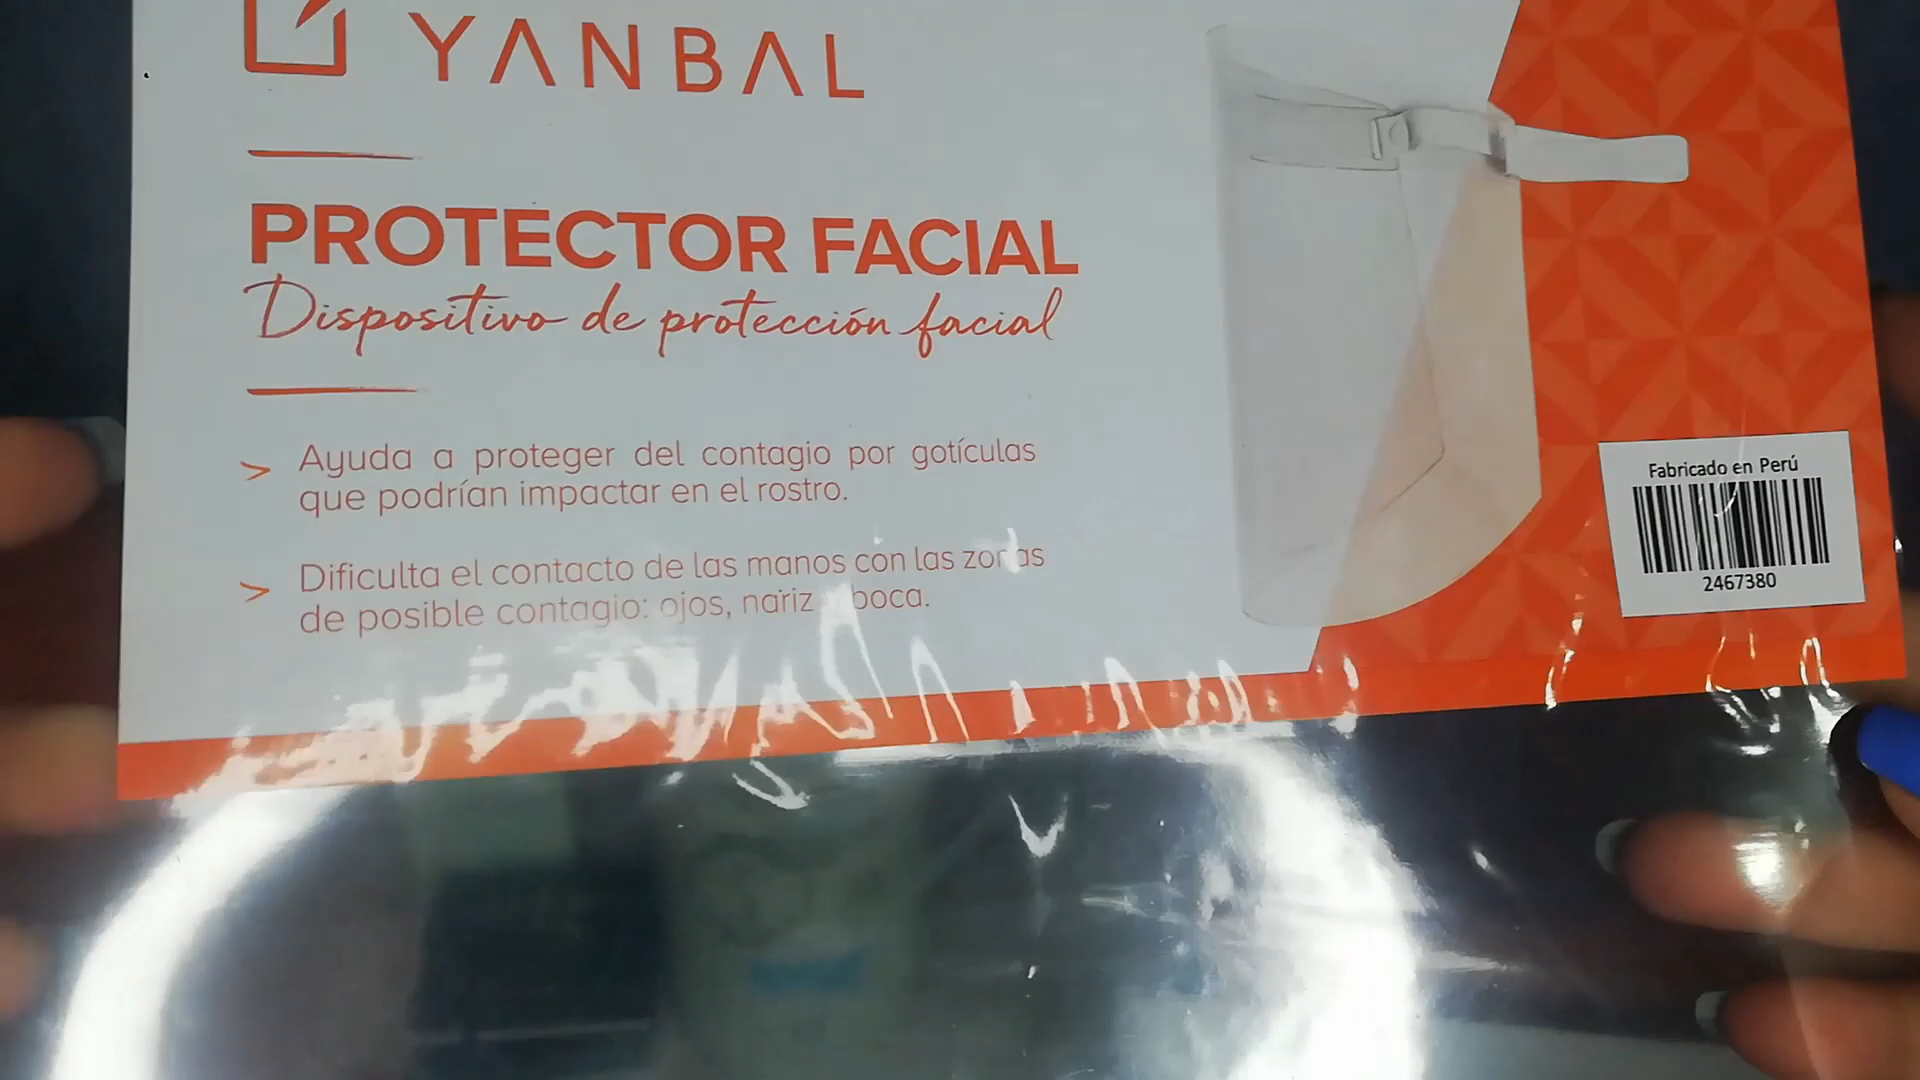 YANBAL
PROTECTOR FACIAL
Dispositivo de protección facial
> Ayuda a proteger del contagio por gotículas
que podrían impactar en el rostro.
> Dificulta el contacto de las manos con las zonas
de posible contagio: ojos, nariz boca.
Fabricado en Perú
2467380